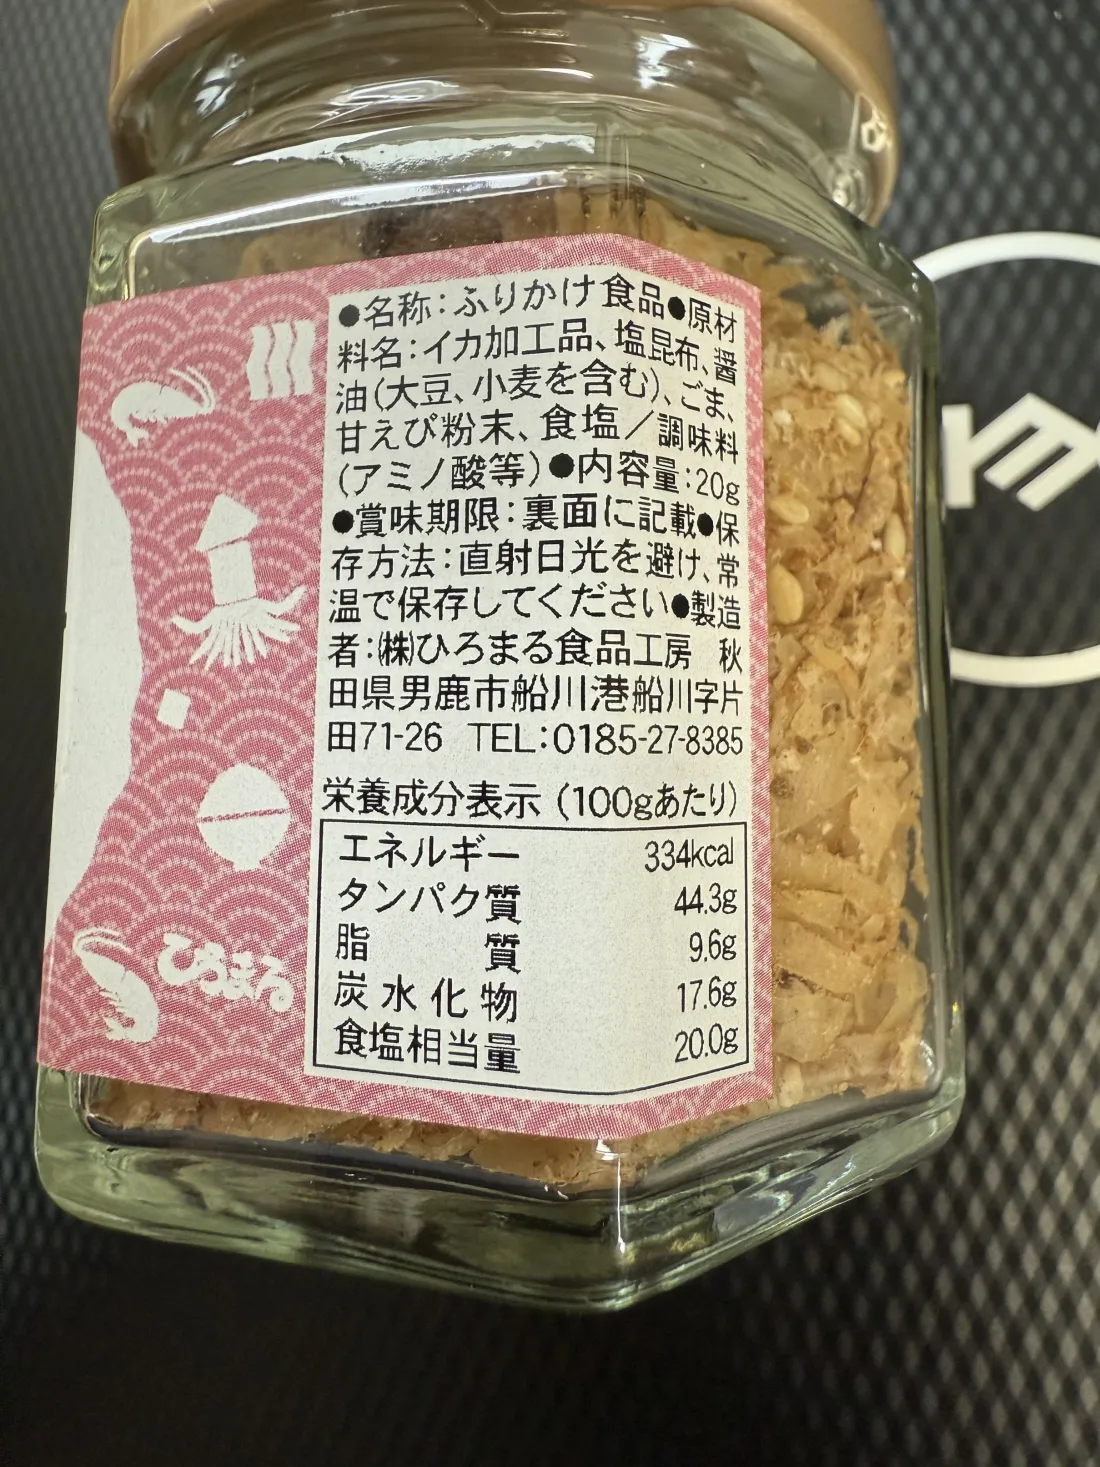 ●名称:ふりかけ食品●原材
料名:イカ加工品、塩昆布、醤
油(大豆、小麦を含む)、ごま、
甘えび粉末、食塩/調味料
(アミノ酸等)●内容量:20g
●賞味期限:裏面に記載●保
存方法:直射日光を避け、常
温で保存してください●製造
者:㈱ひろまる食品工房 秋
田県男鹿市船川港船川字片
田71-26 TEL:0185-27-8385
栄養成分表示(100gあたり)
エネルギー 334kcal
タンパク質 44.3g
脂質 9.6g
炭水化物 17.6g
食塩相当量 20.0g
ひろまる